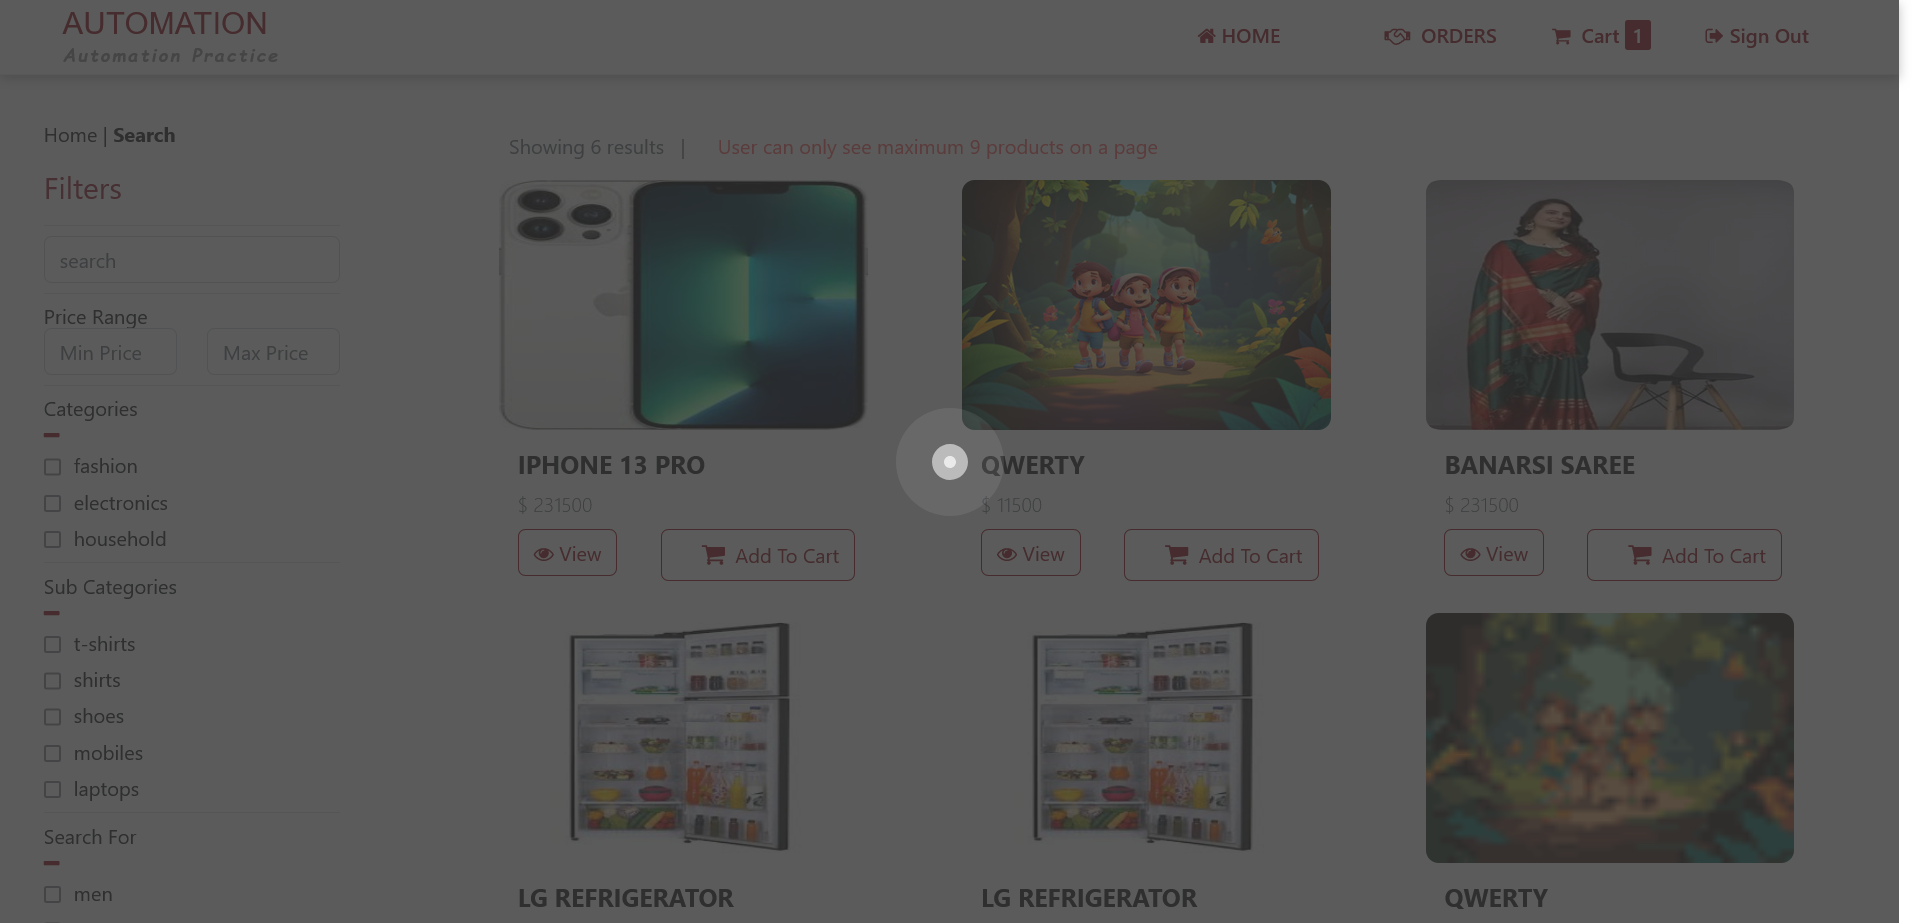 AUTOMATION
Automation Practice
HOME
ORDERS
Cart 1
Sign Out
Home | Search
Filters
search
Price Range
Min Price
Max Price
Categories
fashion
electronics
household
Sub Categories
t-shirts
shirts
shoes
mobiles
laptops
Search For
men
Showing 6 results |
User can only see maximum 9 products on a page
IPHONE 13 PRO
$ 231500
View
Add To Cart
QWERTY
$ 11500
View
Add To Cart
BANARSI SAREE
$ 231500
View
Add To Cart
LG REFRIGERATOR
LG REFRIGERATOR
QWERTY